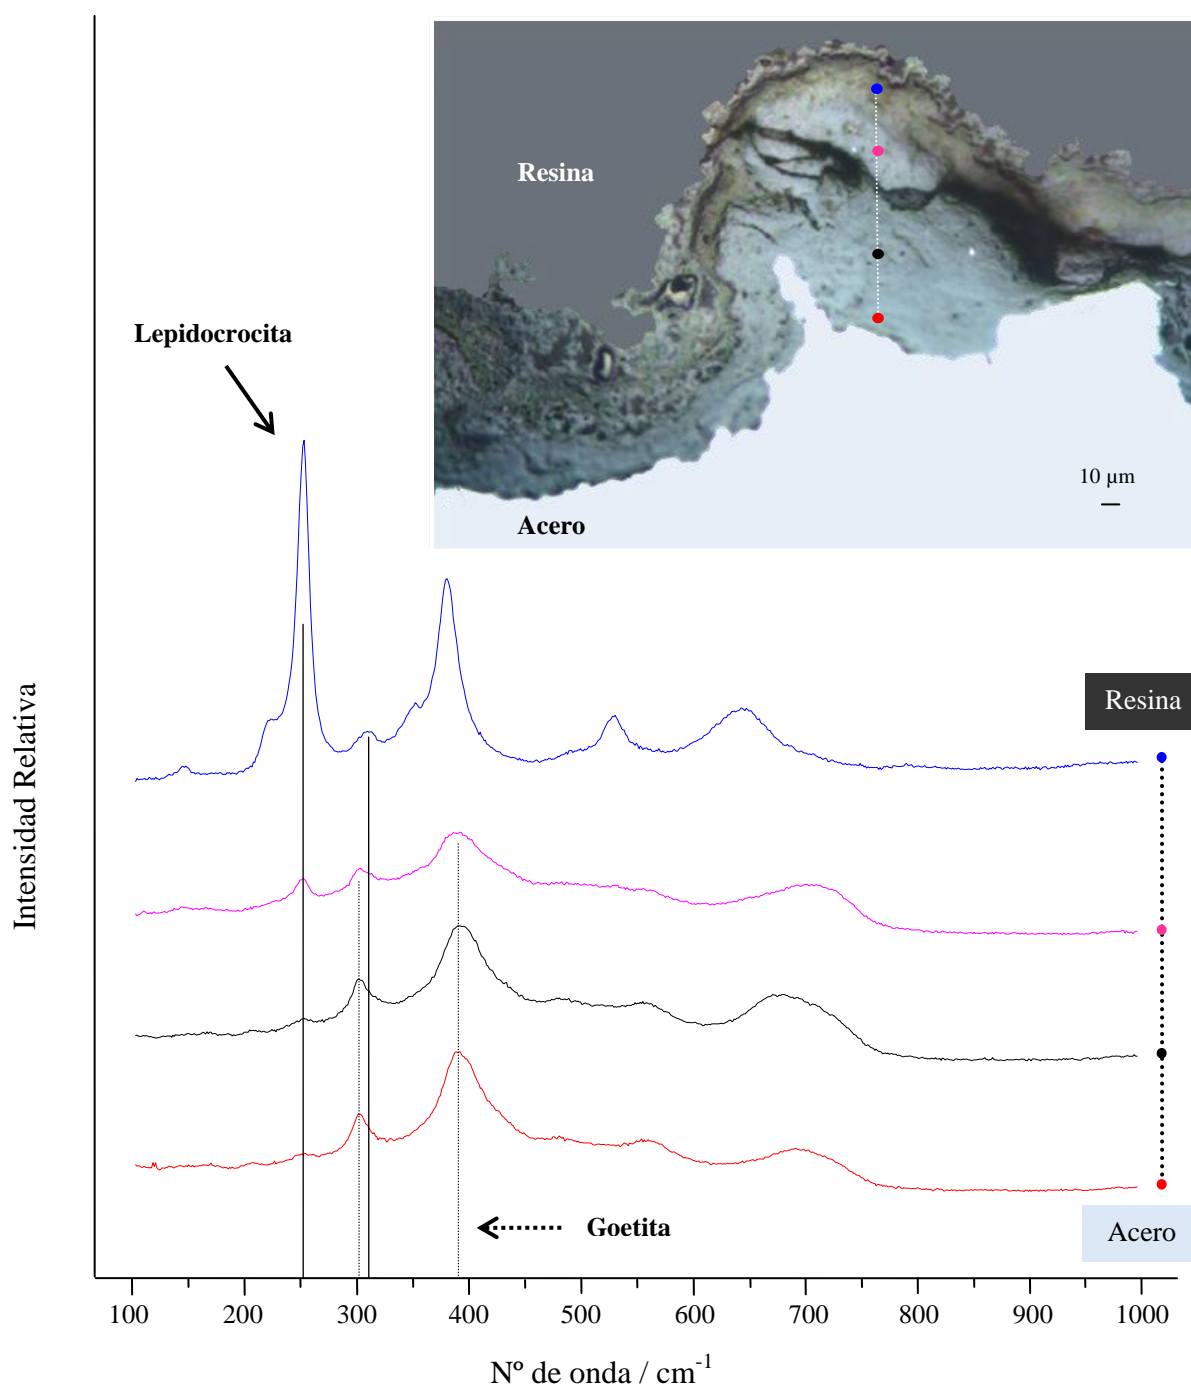 Resina
Lepidocrocita
10 µm
Acero
Resina
Intensidad Relativa
Goetita
Acero
100 200 300 400 500 600 700 800 900 1000
Nº de onda / cm⁻¹